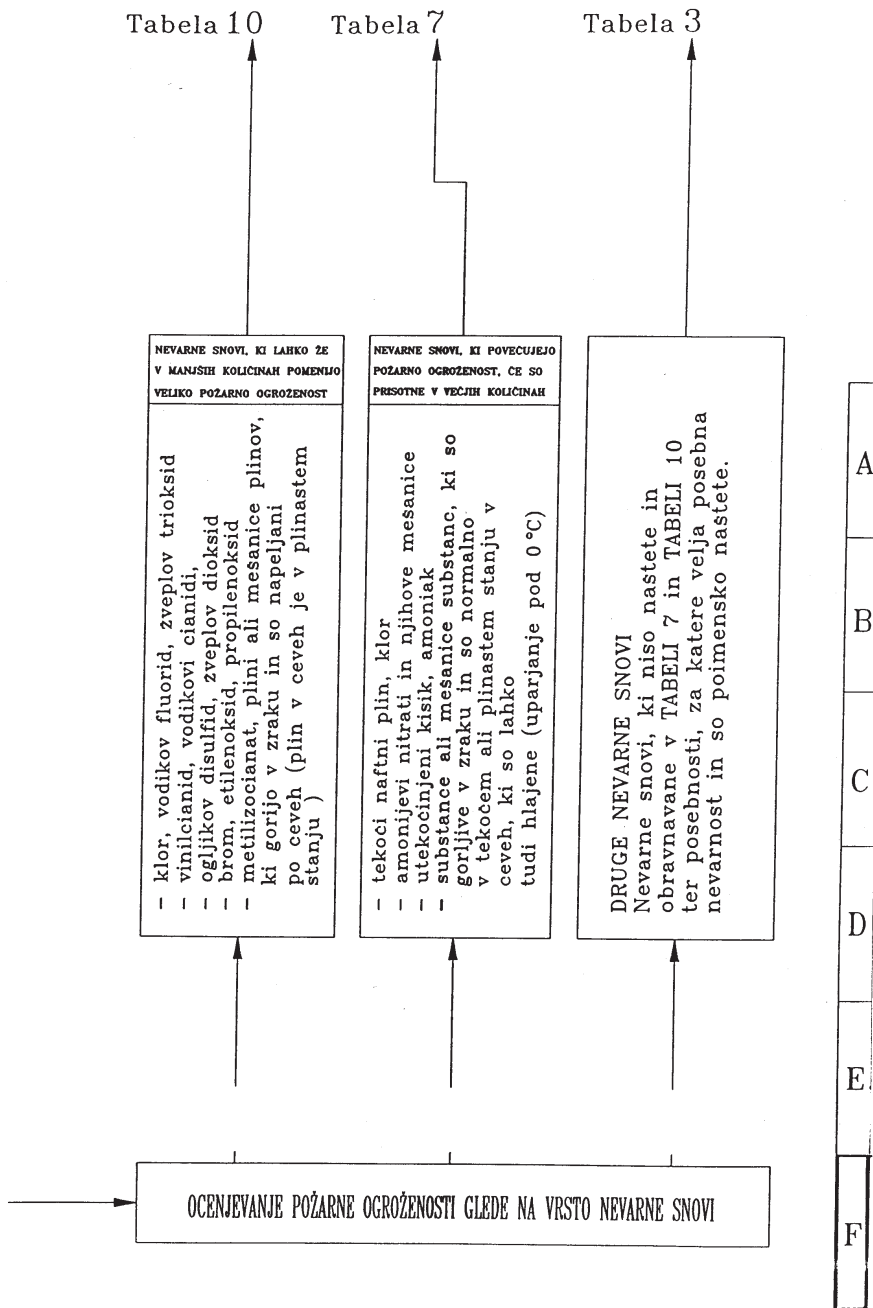 Tabela 10
Tabela 7
Tabela 3
NEVARNE SNOVI, KI LAHKO ŽE
V MANJŠIH KOLIČINAH POMENIJO
VELIKO POŽARNO OGROŽENOST
- klor, vodikov fluorid, zveplov trioksid
- vinilcianid, vodikovi cianidi,
- ogljikov disulfid, zveplov dioksid
- brom, etilenoksid, propilenoksid
- metilizocianat, plini ali mešanice plinov,
ki gorijo v zraku in so napeljani
po ceveh (plin v ceveh je v plinastem
stanju )
NEVARNE SNOVI, KI POVEČUJEJO
POŽARNO OGROŽENOST, ČE SO
PRISOTNE V VEČJIH KOLIČINAH
- tekoči naftni plin, klor
- amonijevi nitrati in njihove mešanice
- utekočinjeni kisik, amoniak
- substance ali mešanice substanc, ki so
gorljive v zraku in so normalno
v tekočem ali plinastem stanju v
ceveh, ki so lahko
tudi hlajene (uparjanje pod 0 °C)
DRUGE NEVARNE SNOVI
Nevarne snovi, ki niso naštete in
obravnavane v TABELI 7 in TABELI 10
ter posebnosti, za katere velja posebna
nevarnost in so poimensko naštete.
OCENJEVANJE POŽARNE OGROŽENOSTI GLEDE NA VRSTO NEVARNE SNOVI
A
B
C
D
E
F